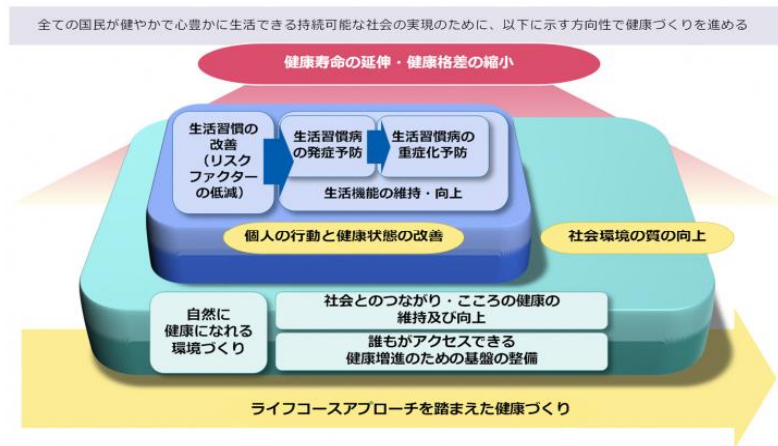 全ての国民が健やかで心豊かに生活できる持続可能な社会の実現のために、以下に示す方向性で健康づくりを進める
健康寿命の延伸・健康格差の縮小
生活習慣の
改善
（リスク
ファクター
の低減）
生活習慣病
の発症予防
生活習慣病の
重症化予防
生活機能の維持・向上
個人の行動と健康状態の改善
社会環境の質の向上
自然に
健康になれる
環境づくり
社会とのつながり・こころの健康の
維持及び向上
誰もがアクセスできる
健康増進のための基盤の整備
ライフコースアプローチを踏まえた健康づくり